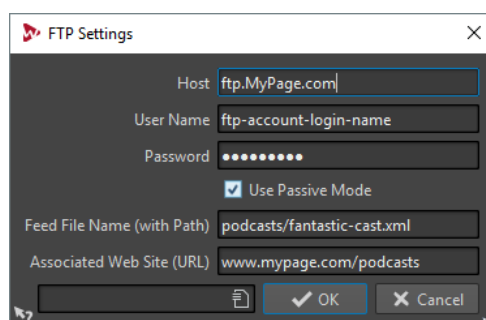 FTP Settings
Host ftp.MyPage.com
User Name ftp-account-login-name
Password •••••••••
Use Passive Mode
Feed File Name (with Path) podcasts/fantastic-cast.xml
Associated Web Site (URL) www.mypage.com/podcasts
OK Cancel